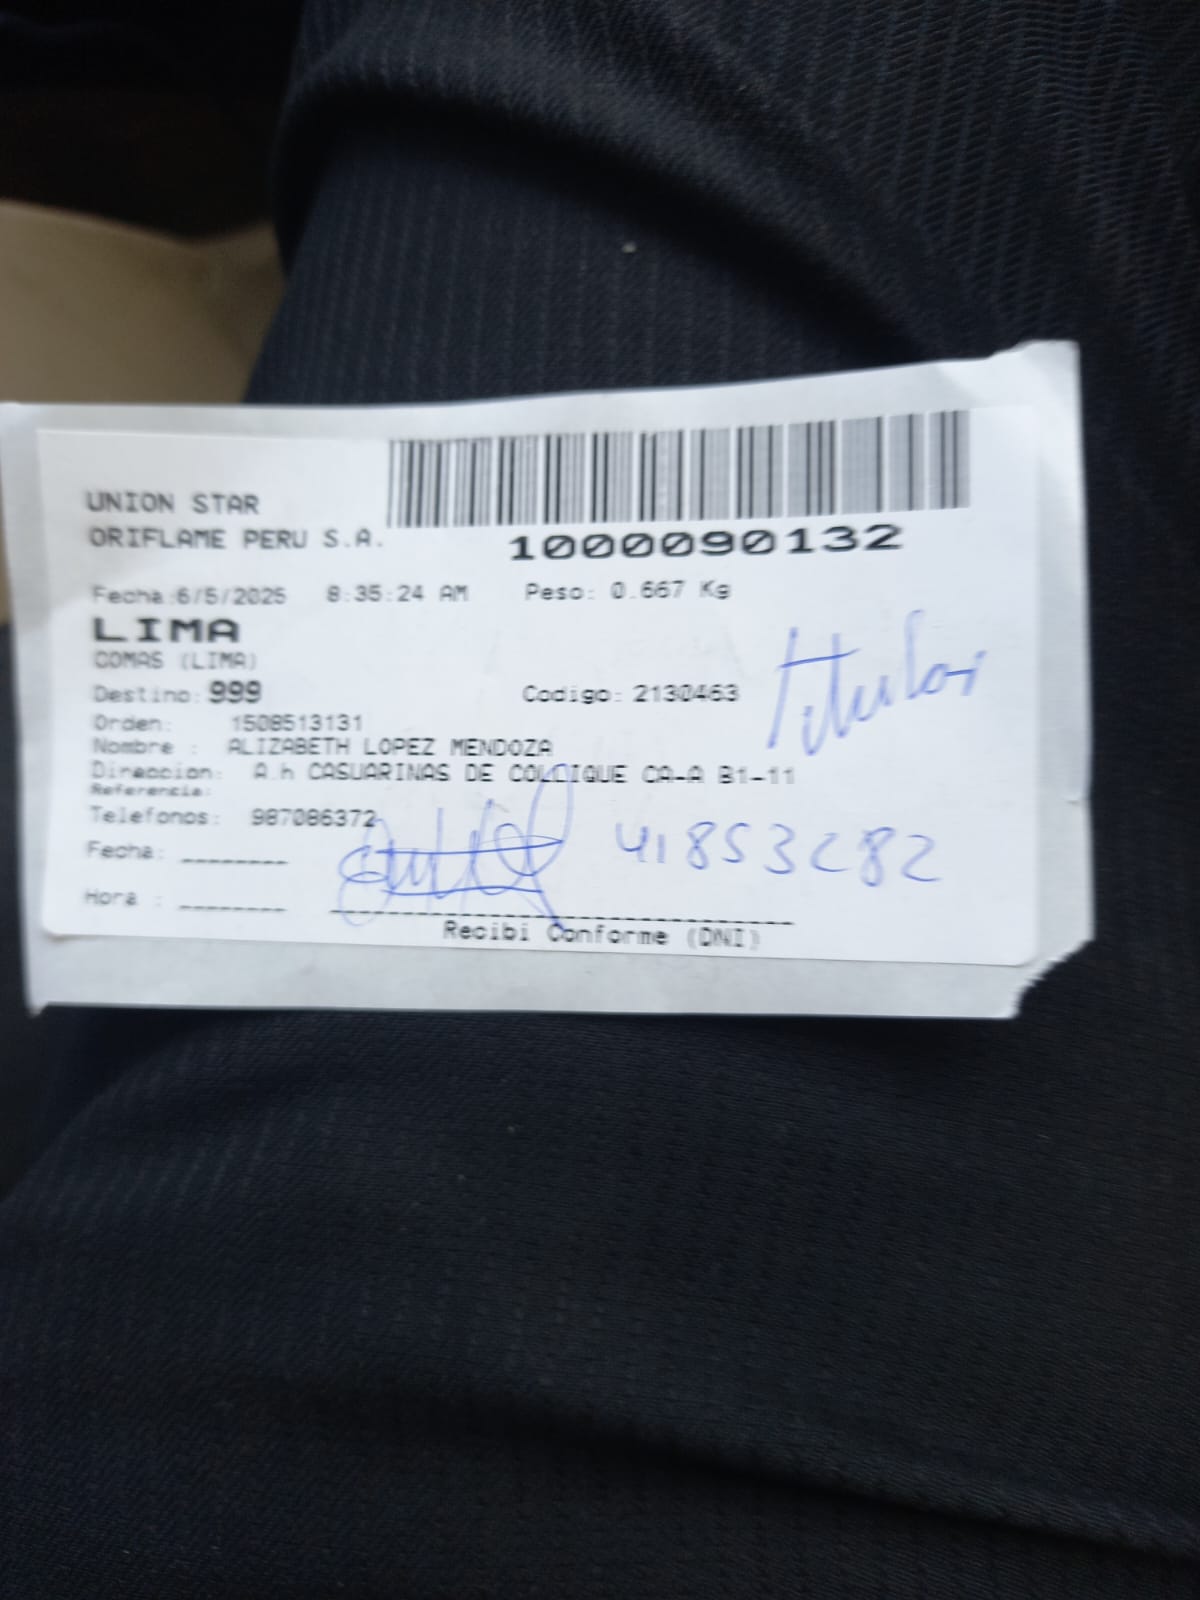 UNION STAR
ORIFLAME PERU S.A.
1000090132
Fecha:6/5/2025 8:35:24 AM Peso: 0.667 Kg
LIMA
COMAS (LIMA)
Destino: 999 Codigo: 2130463
titular
Orden: 1508513131
Nombre : ALIZABETH LOPEZ MENDOZA
Direccion: A.h CASUARINAS DE COLLIQUE CA-A B1-11
Referencia:
Telefonos: 987086372
Fecha: ________
41853282
Hora : ________
Recibi Conforme (DNI)